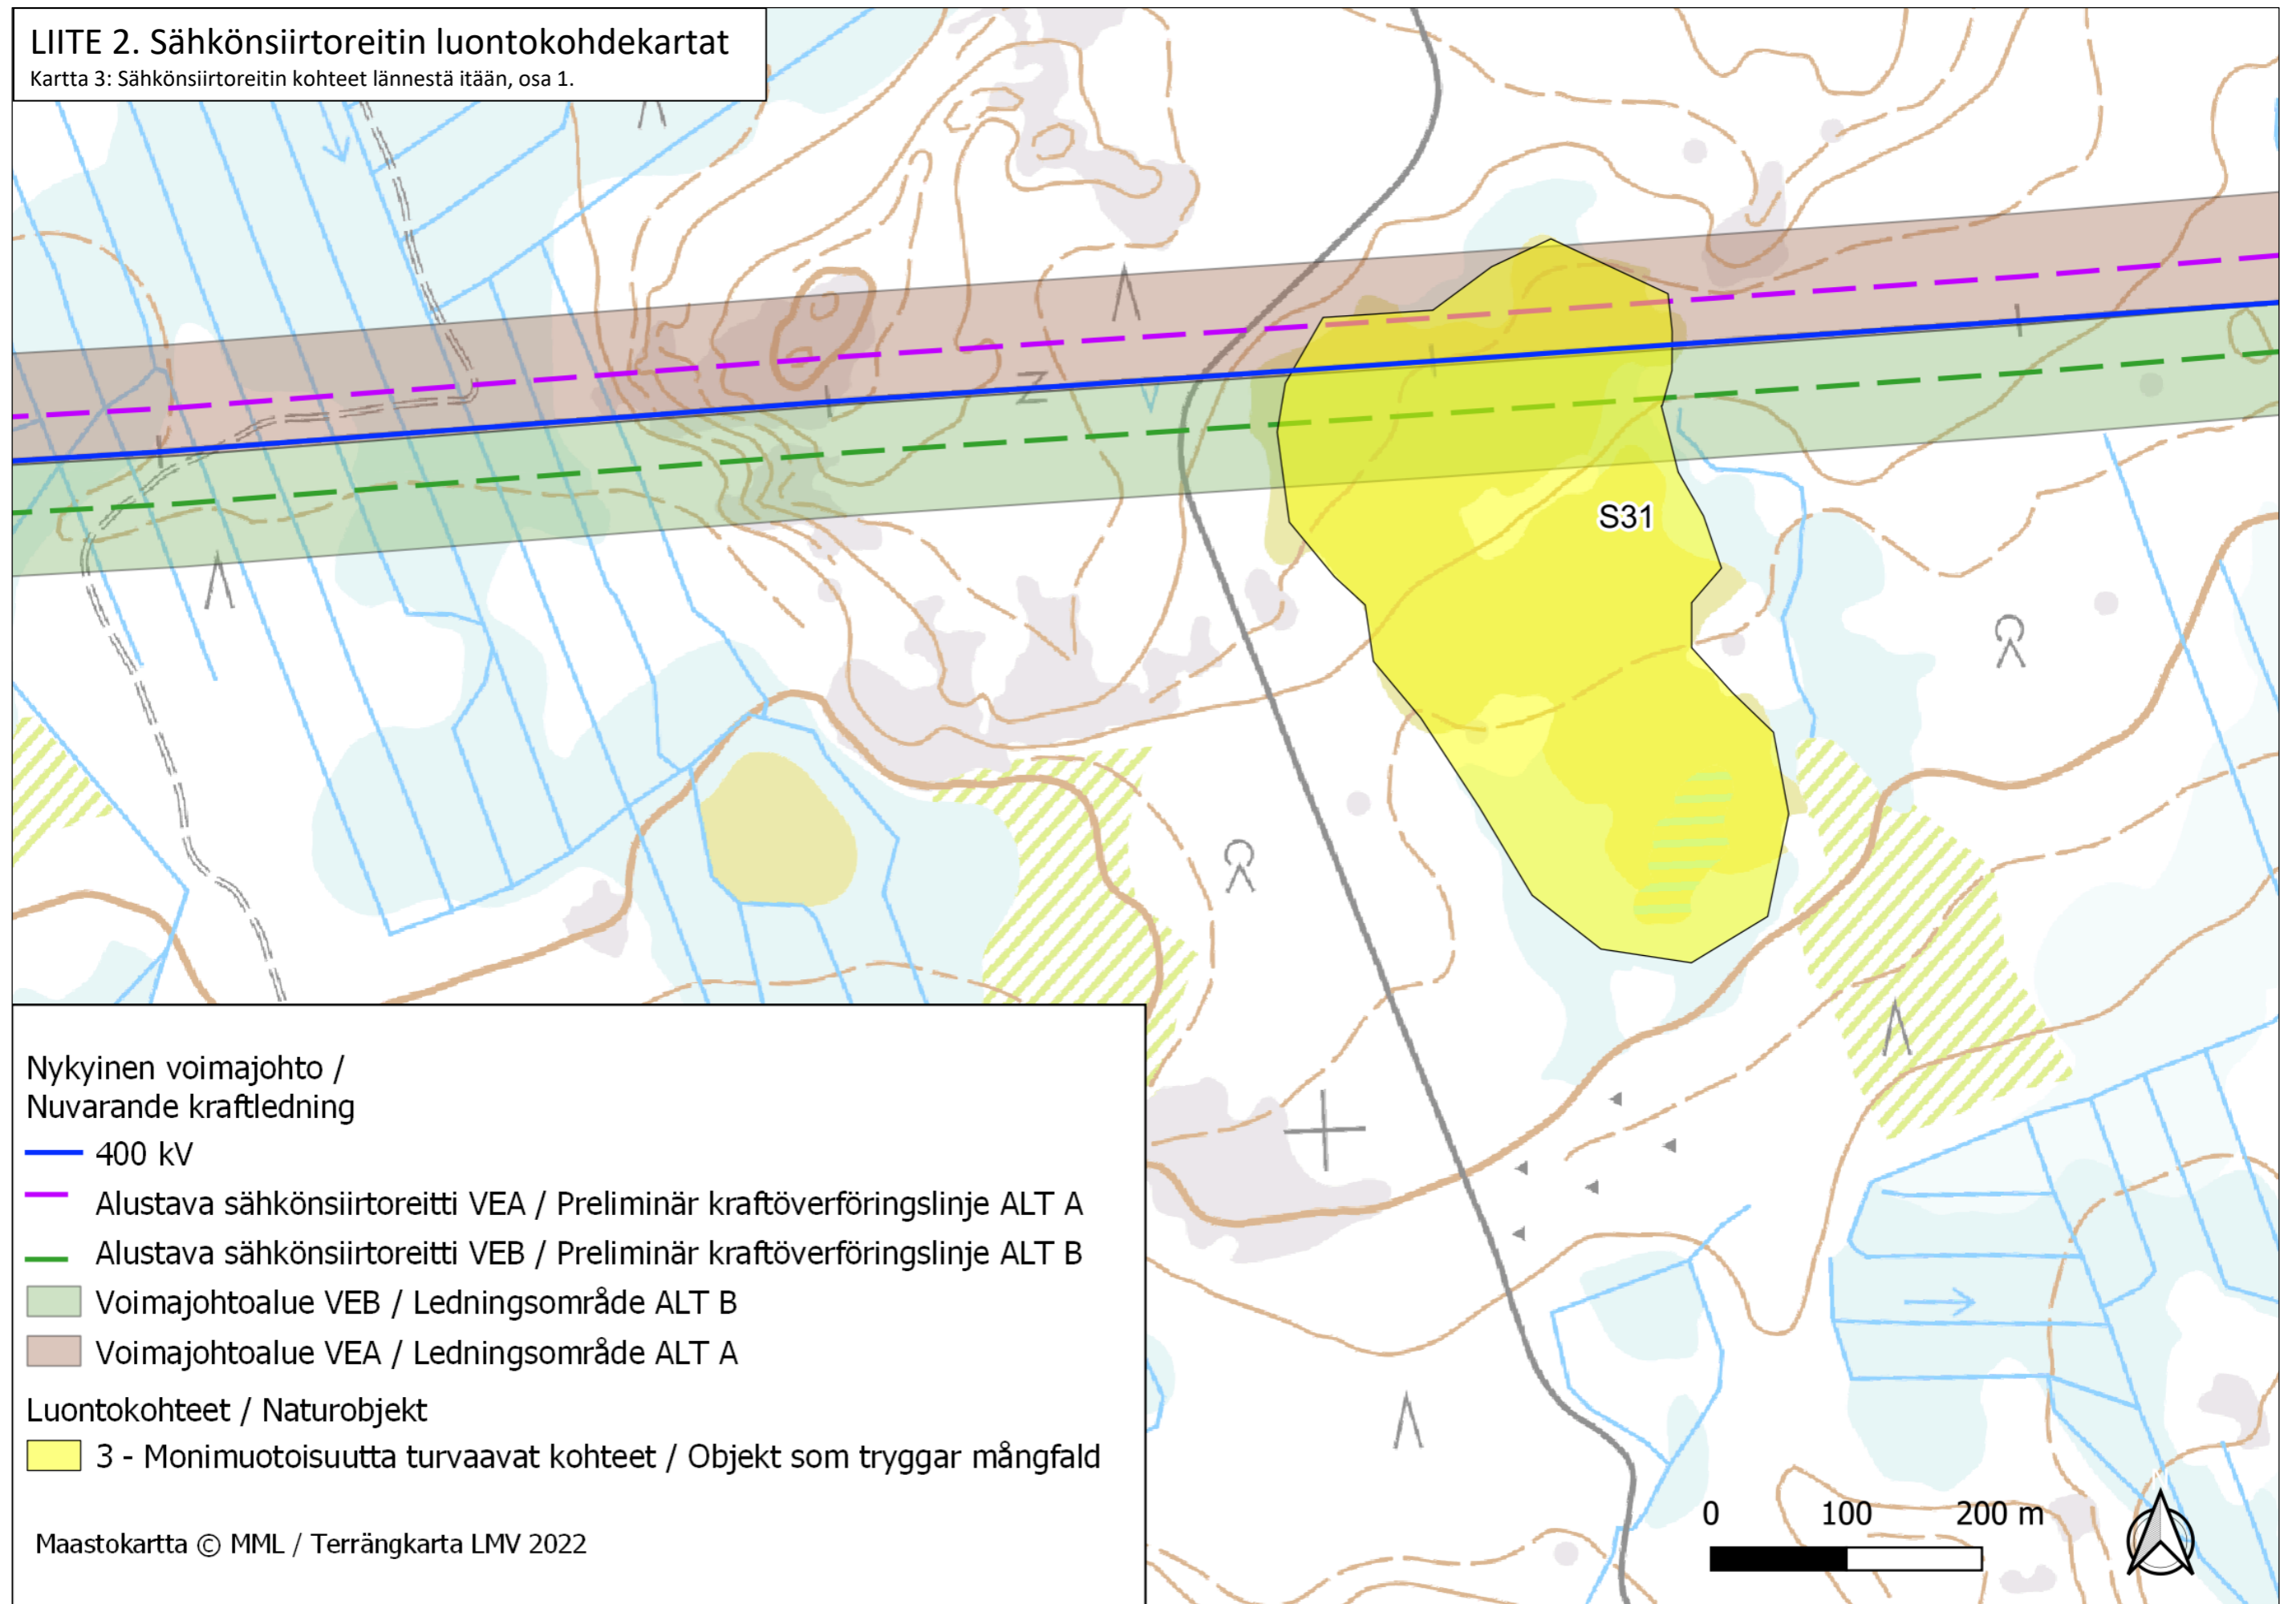 LIITE 2. Sähkönsiirtoreitin luontokohdekartat
Kartta 3: Sähkönsiirtoreitin kohteet lännestä itään, osa 1.
S31
Nykyinen voimajohto /
Nuvarande kraftledning
400 kV
Alustava sähkönsiirtoreitti VEA / Preliminär kraftöverföringslinje ALT A
Alustava sähkönsiirtoreitti VEB / Preliminär kraftöverföringslinje ALT B
Voimajohtoalue VEB / Ledningsområde ALT B
Voimajohtoalue VEA / Ledningsområde ALT A
Luontokohteet / Naturobjekt
3 - Monimuotoisuutta turvaavat kohteet / Objekt som tryggar mångfald
Maastokartta © MML / Terrängkarta LMV 2022
0 100 200 m
N